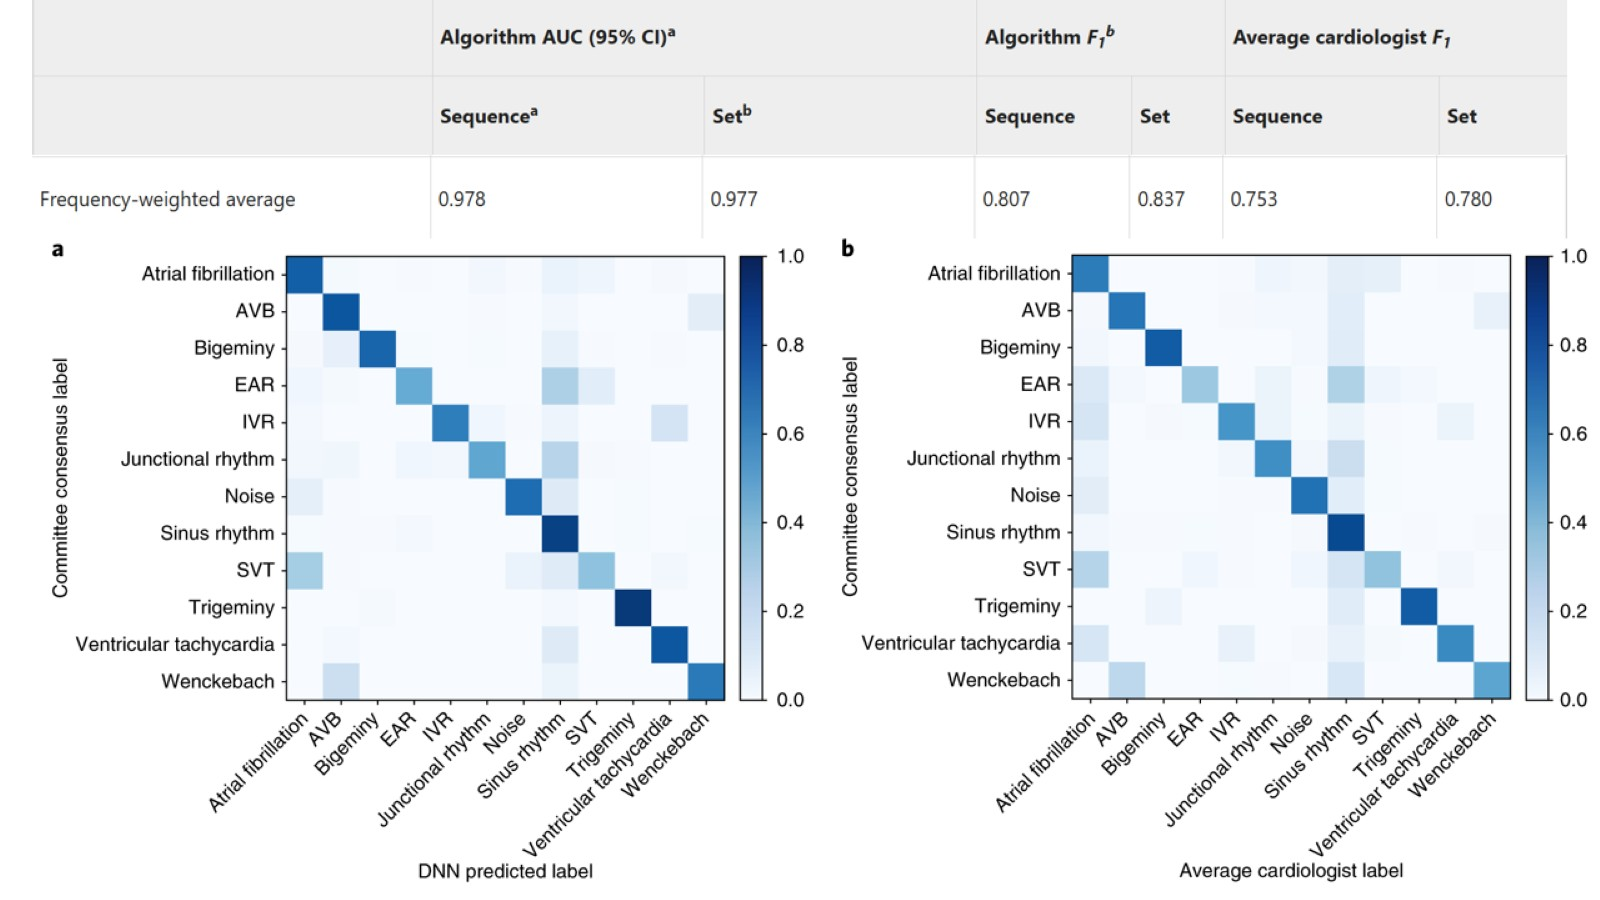 Algorithm AUC (95% CI)a Algorithm F1b Average cardiologist F1
Sequencea Setb Sequence Set Sequence Set
Frequency-weighted average 0.978 0.977 0.807 0.837 0.753 0.780
a
Committee consensus label
Atrial fibrillation
AVB
Bigeminy
EAR
IVR
Junctional rhythm
Noise
Sinus rhythm
SVT
Trigeminy
Ventricular tachycardia
Wenckebach
1.0
0.8
0.6
0.4
0.2
0.0
Atrial fibrillation
AVB
Bigeminy
EAR
IVR
Junctional rhythm
Noise
Sinus rhythm
SVT
Trigeminy
Ventricular tachycardia
Wenckebach
DNN predicted label
b
Committee consensus label
Atrial fibrillation
AVB
Bigeminy
EAR
IVR
Junctional rhythm
Noise
Sinus rhythm
SVT
Trigeminy
Ventricular tachycardia
Wenckebach
1.0
0.8
0.6
0.4
0.2
0.0
Atrial fibrillation
AVB
Bigeminy
EAR
IVR
Junctional rhythm
Noise
Sinus rhythm
SVT
Trigeminy
Ventricular tachycardia
Wenckebach
Average cardiologist label